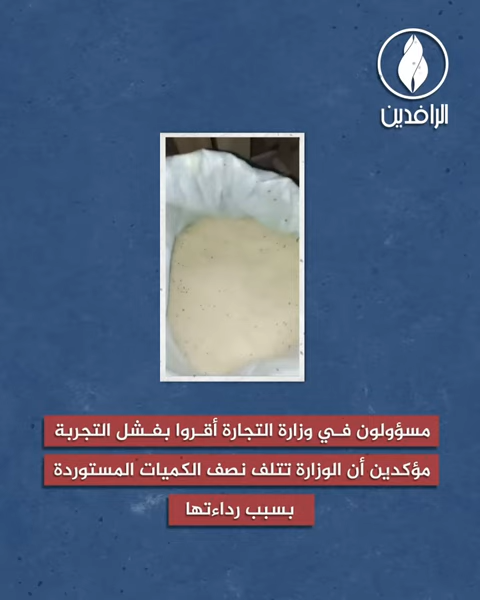 الرافدين
مسؤولون في وزارة التجارة أقروا بفشل التجربة
مؤكدين أن الوزارة تتلف نصف الكميات المستوردة
بسبب رداءتها